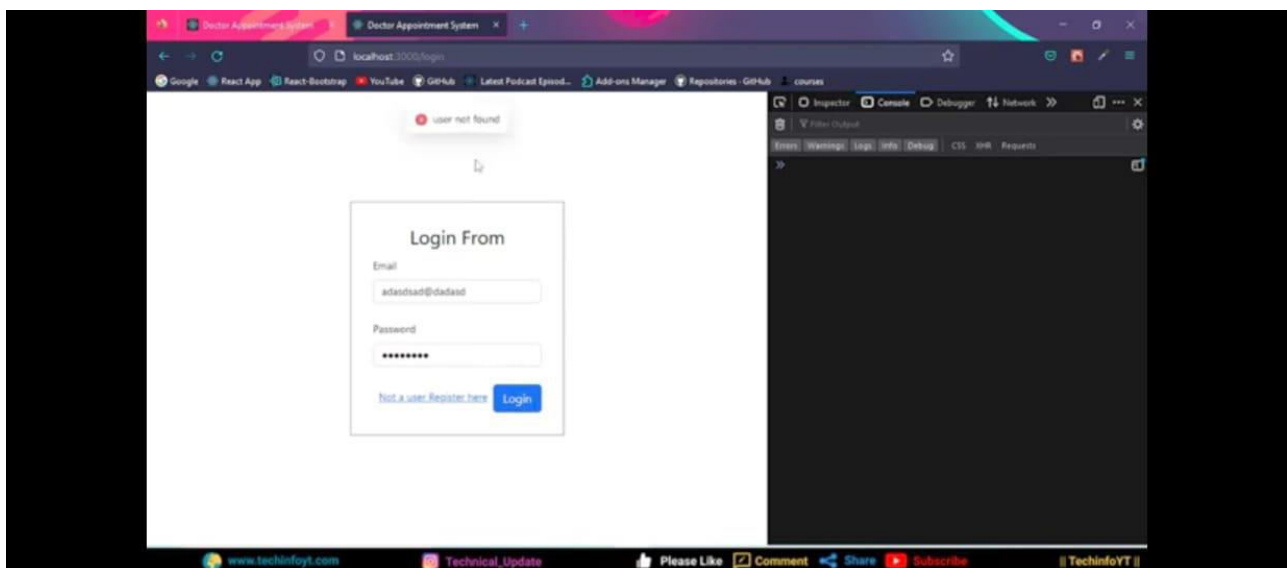 Doctor Appointment System
Doctor Appointment System
localhost:3000/login
Google React App React-Bootstrap YouTube GitHub Latest Podcast Episod... Add-ons Manager Repositories · GitHub courses
Inspector Console Debugger Network
Filter Output
Errors Warnings Logs Info Debug CSS XHR Requests
user not found
Login From
Email
adasdsad@dadasd
Password
Not a user Register here
Login
www.techinfoyt.com Technical_Update Please Like Comment Share Subscribe || TechinfoYT ||